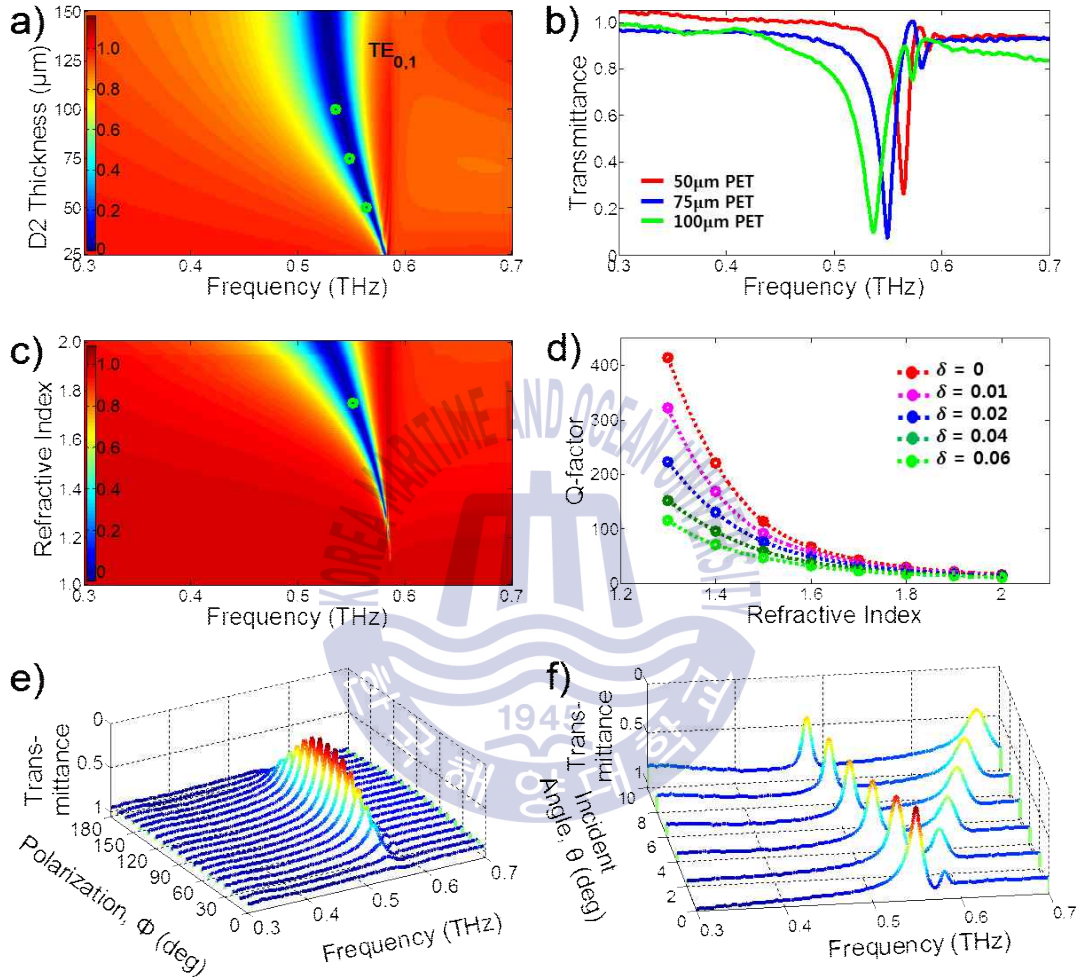 a)
D2 Thickness (μm)
150
125
100
75
50
25
1.0
0.8
0.6
0.4
0.2
0
TE0,1
0.3 0.4 0.5 0.6 0.7
Frequency (THz)
b)
Transmittance
1.0
0.8
0.6
0.4
0.2
0
50μm PET
75μm PET
100μm PET
0.3 0.4 0.5 0.6 0.7
Frequency (THz)
c)
Refractive Index
2.0
1.8
1.6
1.4
1.2
1.0
1.0
0.8
0.6
0.4
0.2
0
0.3 0.4 0.5 0.6 0.7
Frequency (THz)
d)
Q-factor
400
300
200
100
0
δ = 0
δ = 0.01
δ = 0.02
δ = 0.04
δ = 0.06
1.2 1.4 1.6 1.8 2
Refractive Index
KOREA MARITIME AND OCEAN UNIVERSITY
1945
e)
Trans-
mittance
0
0.5
1
180
150
120
90
60
30
0
Polarization, Φ (deg)
0.3 0.4 0.5 0.6 0.7
Frequency (THz)
f)
Trans-
mittance
0
0.5
1
Incident
Angle, θ (deg)
10
8
6
4
2
0
0.3 0.4 0.5 0.6 0.7
Frequency (THz)